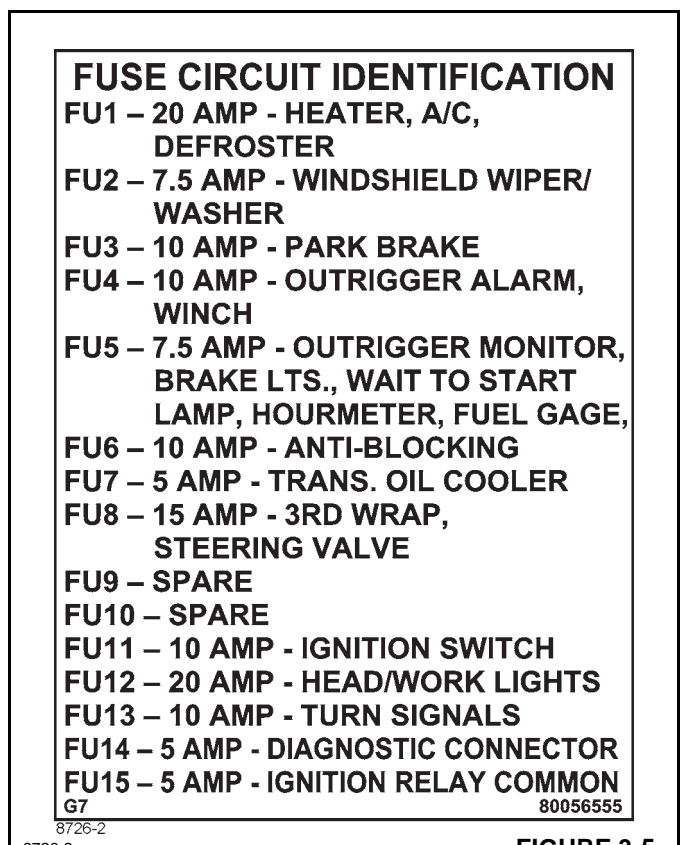 FUSE CIRCUIT IDENTIFICATION
FU1 – 20 AMP - HEATER, A/C,
DEFROSTER
FU2 – 7.5 AMP - WINDSHIELD WIPER/
WASHER
FU3 – 10 AMP - PARK BRAKE
FU4 – 10 AMP - OUTRIGGER ALARM,
WINCH
FU5 – 7.5 AMP - OUTRIGGER MONITOR,
BRAKE LTS., WAIT TO START
LAMP, HOURMETER, FUEL GAGE,
FU6 – 10 AMP - ANTI-BLOCKING
FU7 – 5 AMP - TRANS. OIL COOLER
FU8 – 15 AMP - 3RD WRAP,
STEERING VALVE
FU9 – SPARE
FU10 – SPARE
FU11 – 10 AMP - IGNITION SWITCH
FU12 – 20 AMP - HEAD/WORK LIGHTS
FU13 – 10 AMP - TURN SIGNALS
FU14 – 5 AMP - DIAGNOSTIC CONNECTOR
FU15 – 5 AMP - IGNITION RELAY COMMON
G7 80056555
8726-2
FIGURE 3-5